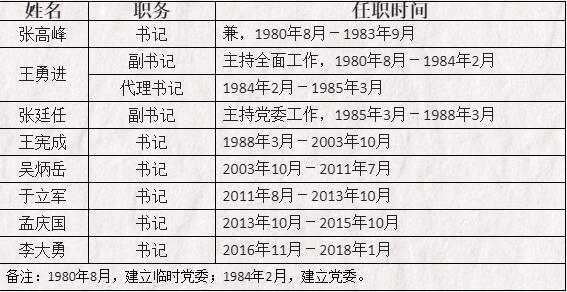 姓名 职务 任职时间
张高峰 书记 兼，1980年8月－1983年9月
王勇进 副书记 主持全面工作，1980年8月－1984年2月
代理书记 1984年2月－1985年3月
张廷任 副书记 主持党委工作，1985年3月－1988年3月
王宪成 书记 1988年3月－2003年10月
吴炳岳 书记 2003年10月－2011年7月
于立军 书记 2011年8月－2013年10月
孟庆国 书记 2013年10月－2015年10月
李大勇 书记 2016年11月－2018年1月
备注：1980年8月，建立临时党委；1984年2月，建立党委。